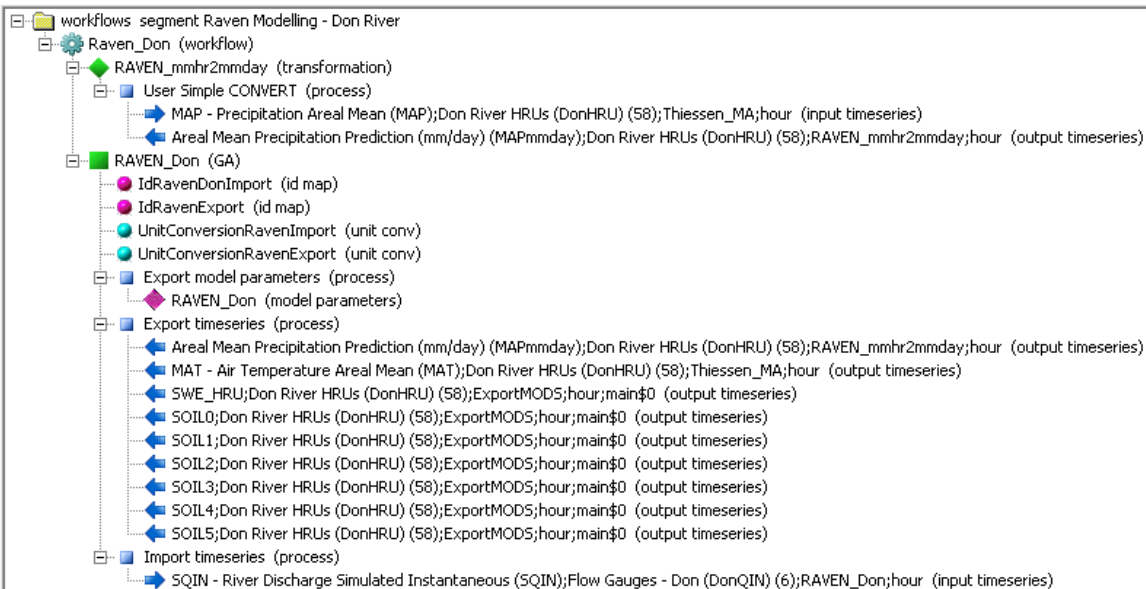 workflows segment Raven Modelling - Don River
Raven_Don (workflow)
RAVEN_mmhr2mmday (transformation)
User Simple CONVERT (process)
MAP - Precipitation Areal Mean (MAP);Don River HRUs (DonHRU) (58);Thiessen_MA;hour (input timeseries)
Areal Mean Precipitation Prediction (mm/day) (MAPmmday);Don River HRUs (DonHRU) (58);RAVEN_mmhr2mmday;hour (output timeseries)
RAVEN_Don (GA)
IdRavenDonImport (id map)
IdRavenExport (id map)
UnitConversionRavenImport (unit conv)
UnitConversionRavenExport (unit conv)
Export model parameters (process)
RAVEN_Don (model parameters)
Export timeseries (process)
Areal Mean Precipitation Prediction (mm/day) (MAPmmday);Don River HRUs (DonHRU) (58);RAVEN_mmhr2mmday;hour (output timeseries)
MAT - Air Temperature Areal Mean (MAT);Don River HRUs (DonHRU) (58);Thiessen_MA;hour (output timeseries)
SWE_HRU;Don River HRUs (DonHRU) (58);ExportMODS;hour;main$0 (output timeseries)
SOIL0;Don River HRUs (DonHRU) (58);ExportMODS;hour;main$0 (output timeseries)
SOIL1;Don River HRUs (DonHRU) (58);ExportMODS;hour;main$0 (output timeseries)
SOIL2;Don River HRUs (DonHRU) (58);ExportMODS;hour;main$0 (output timeseries)
SOIL3;Don River HRUs (DonHRU) (58);ExportMODS;hour;main$0 (output timeseries)
SOIL4;Don River HRUs (DonHRU) (58);ExportMODS;hour;main$0 (output timeseries)
SOIL5;Don River HRUs (DonHRU) (58);ExportMODS;hour;main$0 (output timeseries)
Import timeseries (process)
SQIN - River Discharge Simulated Instantaneous (SQIN);Flow Gauges - Don (DonQIN) (6);RAVEN_Don;hour (input timeseries)